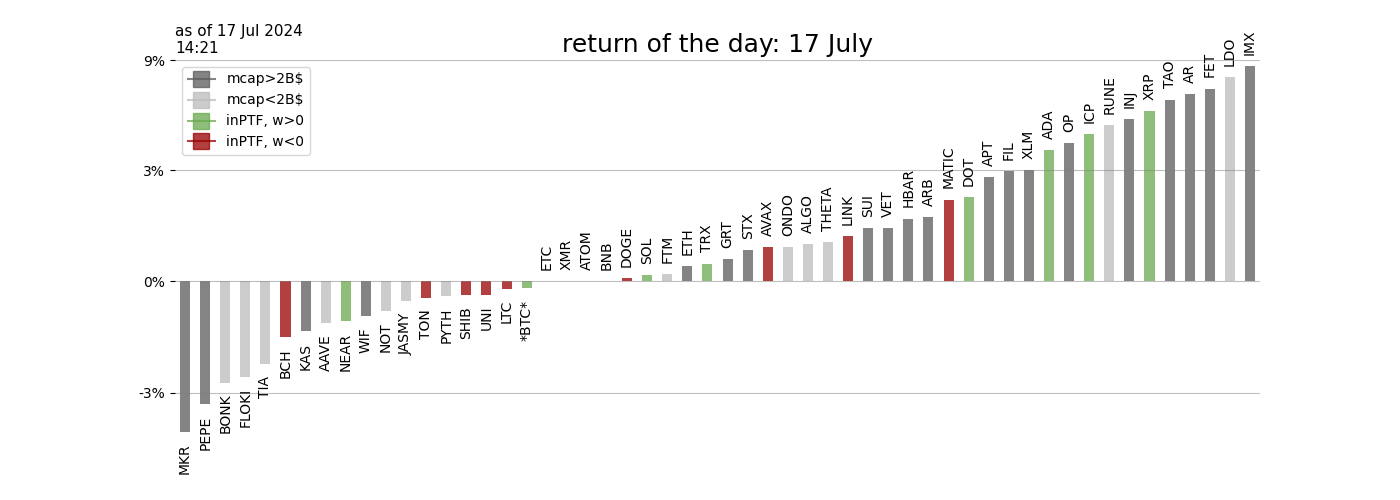 as of 17 Jul 2024
14:21
return of the day: 17 July
9%
3%
0%
-3%
mcap>2B$
mcap<2B$
inPTF, w>0
inPTF, w<0
MKR
PEPE
BONK
FLOKI
TIA
BCH
KAS
AAVE
NEAR
WIF
NOT
JASMY
TON
PYTH
SHIB
UNI
LTC
*BTC*
ETC
XMR
ATOM
BNB
DOGE
SOL
FTM
ETH
TRX
GRT
STX
AVAX
ONDO
ALGO
THETA
LINK
SUI
VET
HBAR
ARB
MATIC
DOT
APT
FIL
XLM
ADA
OP
ICP
RUNE
INJ
XRP
TAO
AR
FET
LDO
IMX